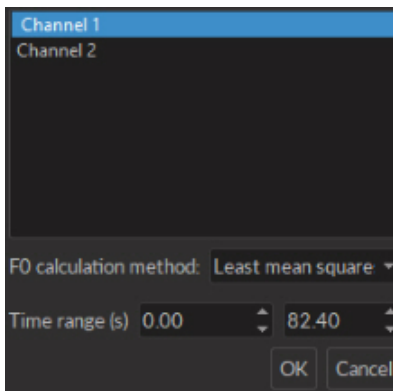 Channel 1
Channel 2
F0 calculation method: Least mean square
Time range (s) 0.00 82.40
OK Cancel